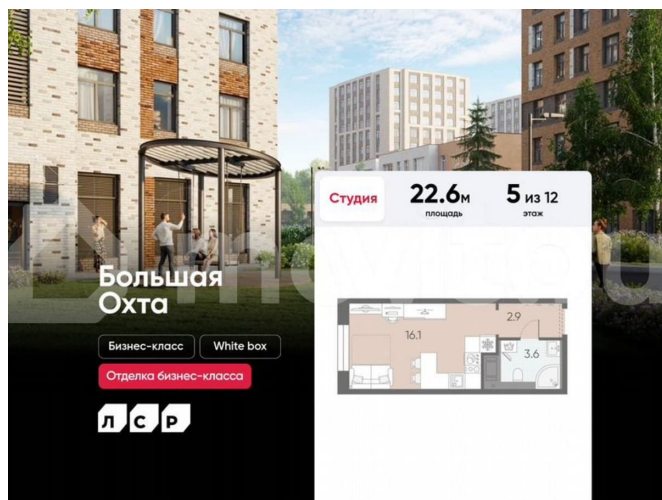 Студия
22.6м
площадь
5 из 12
этаж
Большая
Охта
Бизнес-класс
White box
Отделка бизнес-класса
ЛСР
16.1
2.9
3.6